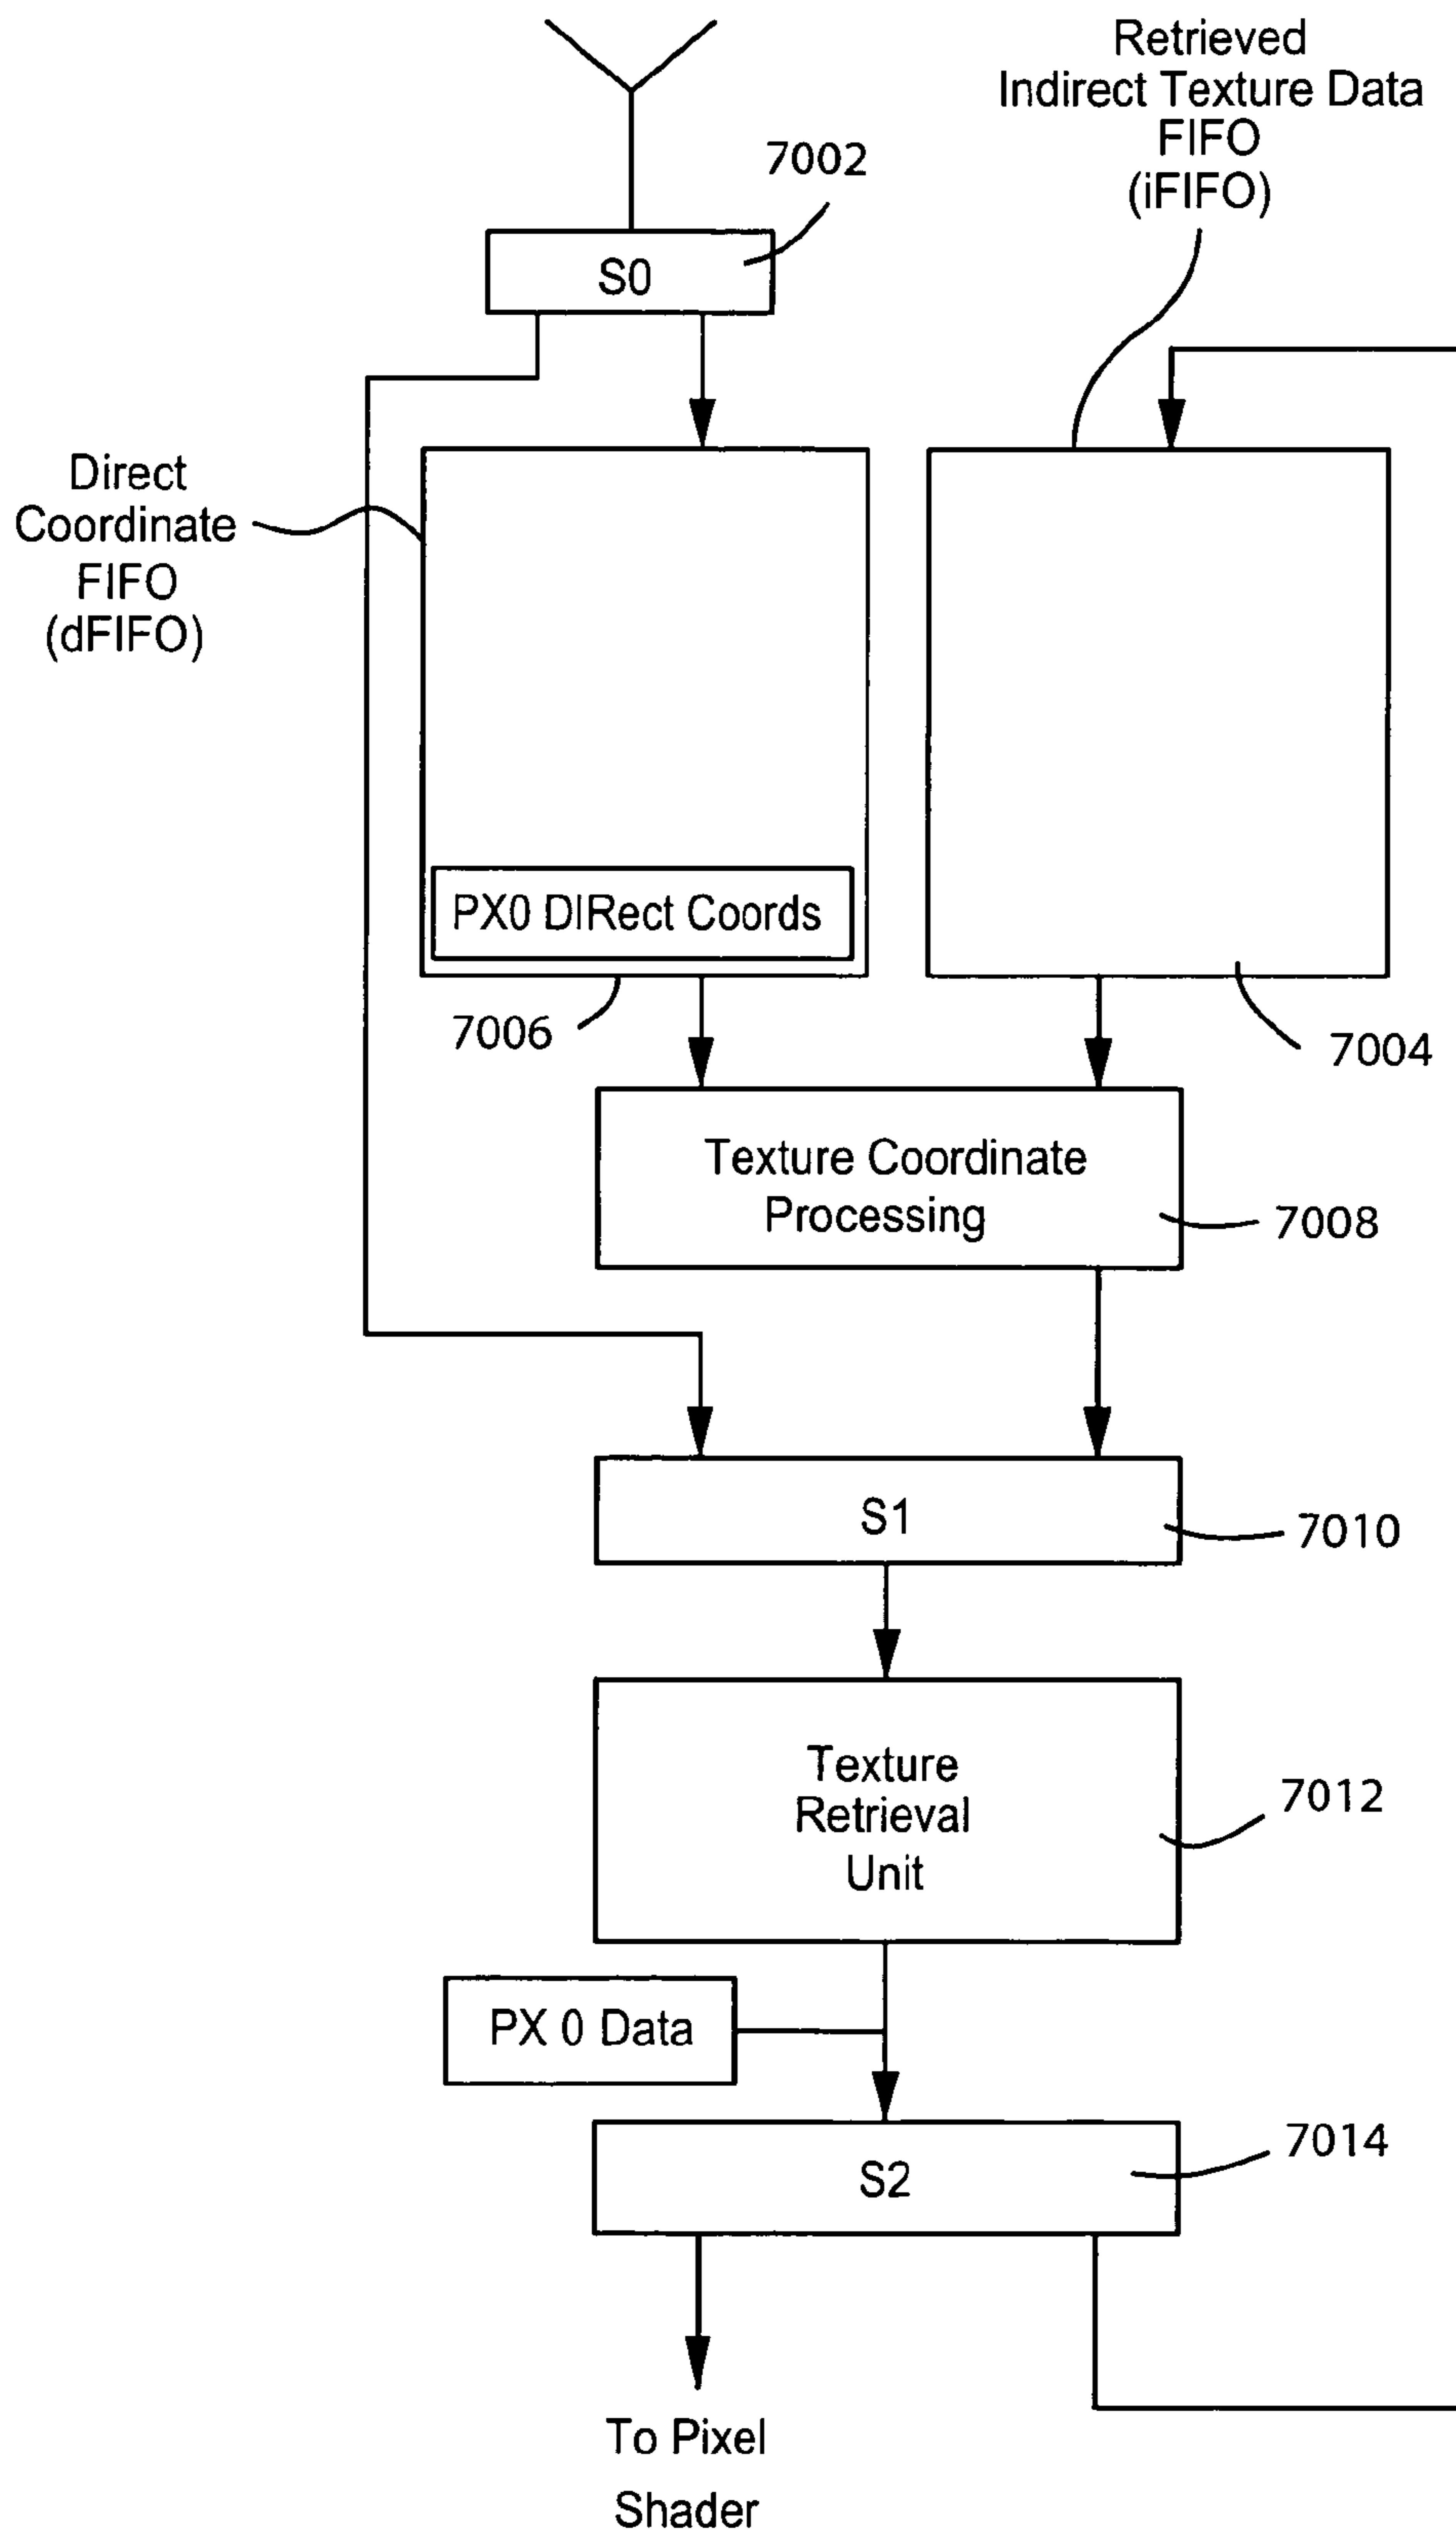 Retrieved
Indirect Texture Data
FIFO
(iFIFO)
7002
S0
Direct
Coordinate
FIFO
(dFIFO)
PX0 DIRect Coords
7006
7004
Texture Coordinate
Processing
7008
S1
7010
Texture
Retrieval
Unit
7012
PX 0 Data
7014
S2
To Pixel
Shader